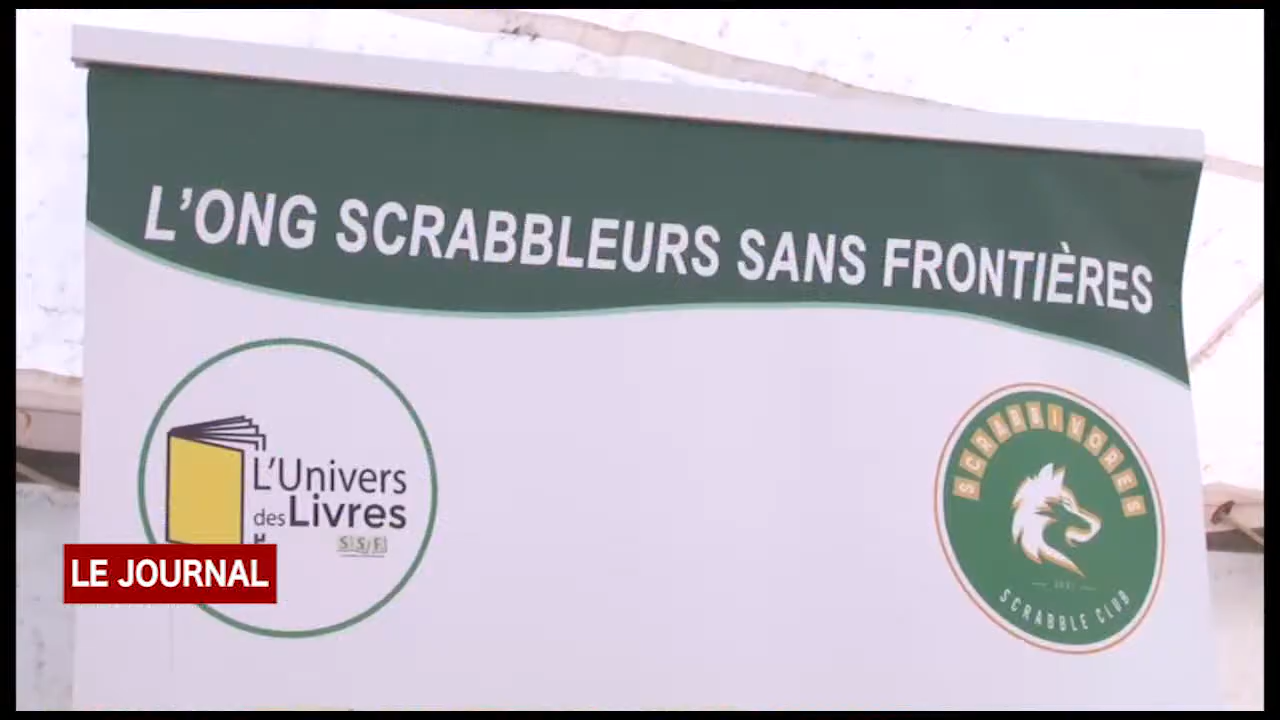 L'ONG SCRABBLEURS SANS FRONTIÈRES
L'Univers
des Livres
SSF
SCRABBIVORES
SCRABBLE CLUB
LE JOURNAL